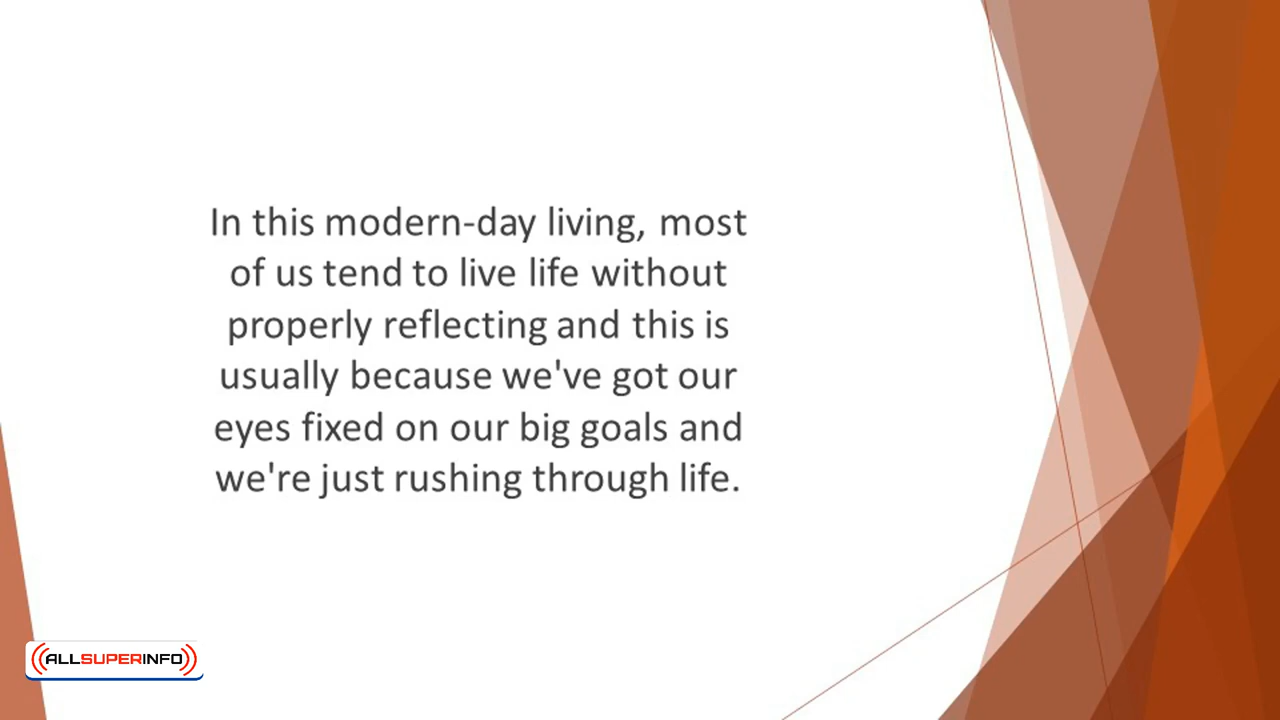 In this modern-day living, most
of us tend to live life without
properly reflecting and this is
usually because we've got our
eyes fixed on our big goals and
we're just rushing through life.
ALLSUPERINFO